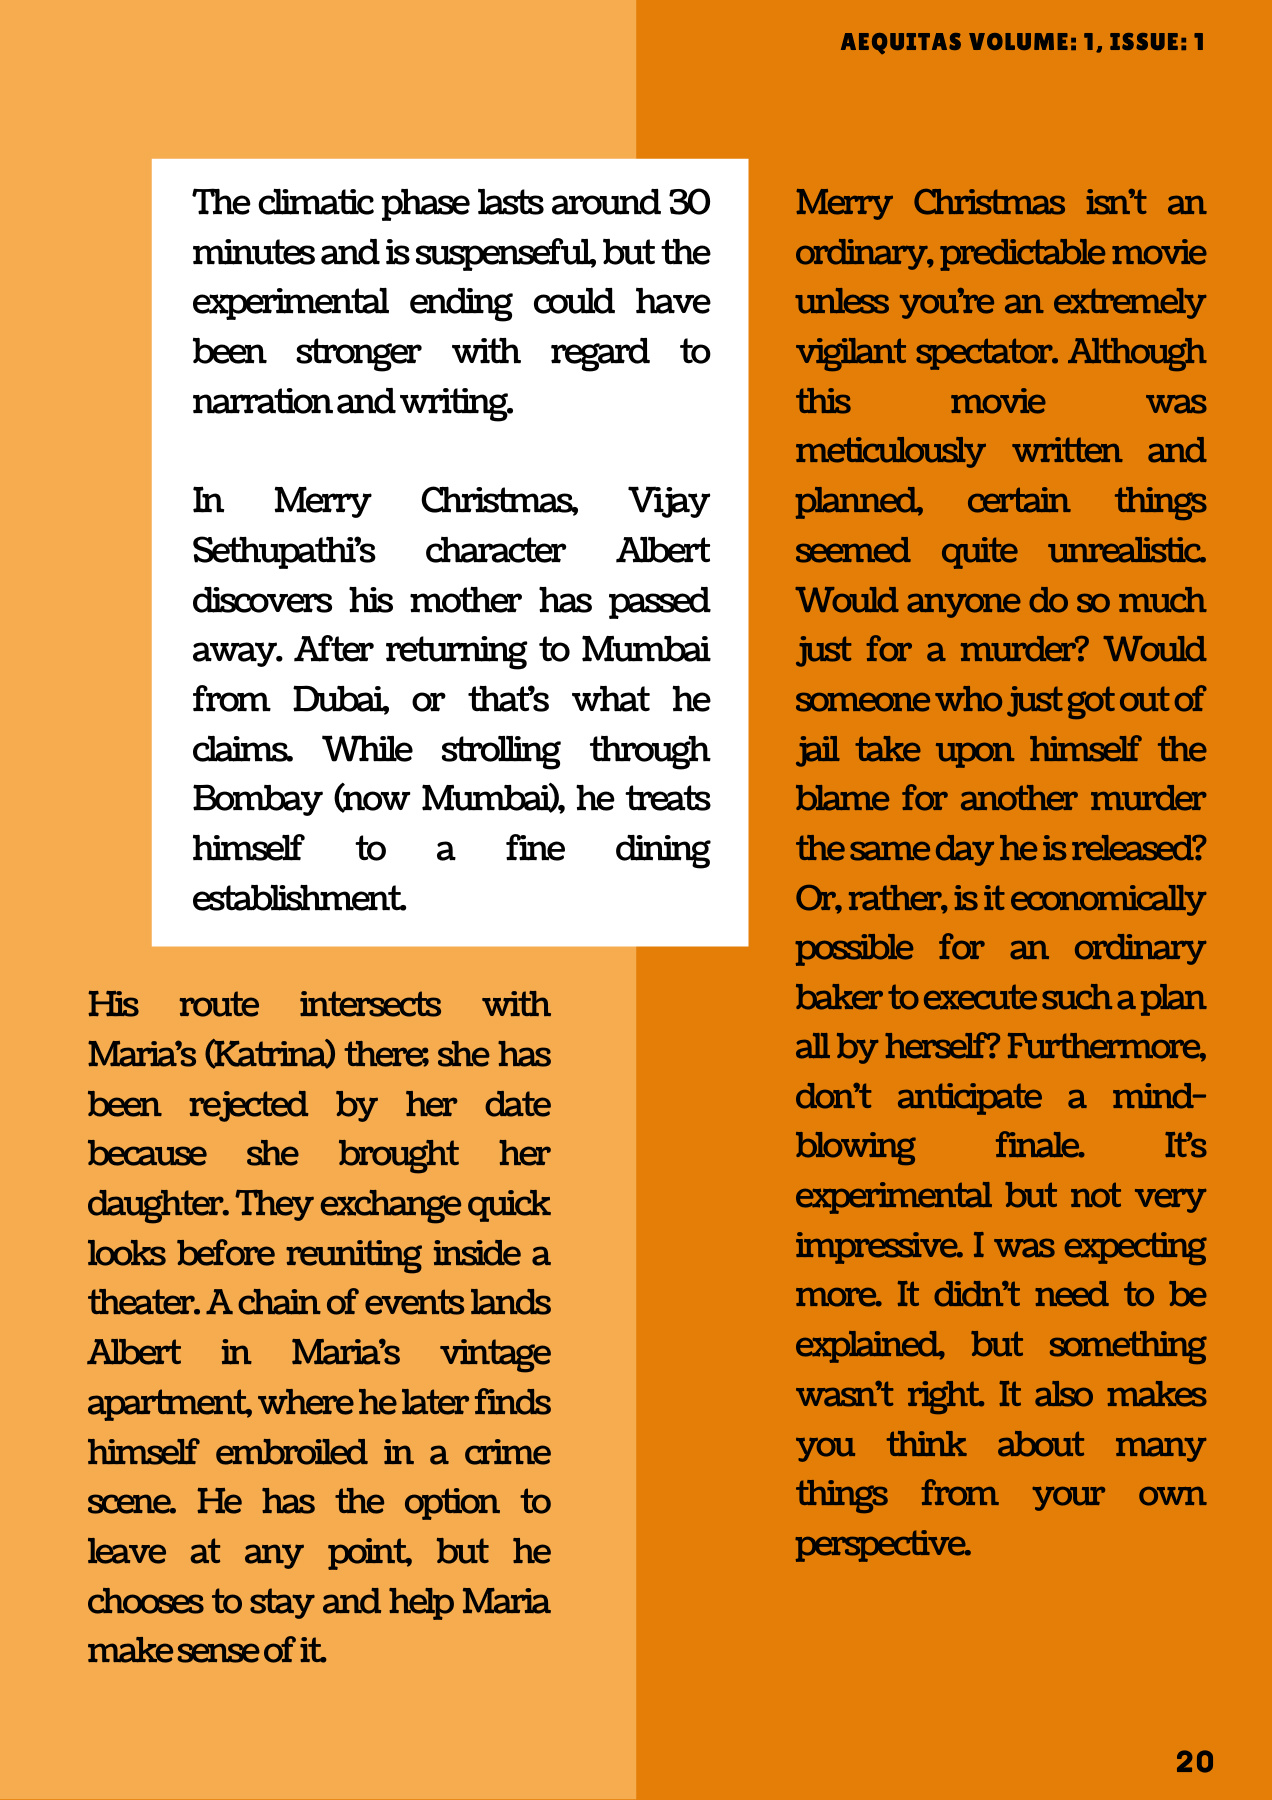 AEQUITAS VOLUME: 1, ISSUE: 1
The climatic phase lasts around 30
minutes and is suspenseful, but the
experimental ending could have
been stronger with regard to
narration and writing.
In Merry Christmas, Vijay
Sethupathi's character Albert
discovers his mother has passed
away. After returning to Mumbai
from Dubai, or that's what he
claims. While strolling through
Bombay (now Mumbai), he treats
himself to a fine dining
establishment.
His route intersects with
Maria's (Katrina) there; she has
been rejected by her date
because she brought her
daughter. They exchange quick
looks before reuniting inside a
theater. A chain of events lands
Albert in Maria's vintage
apartment, where he later finds
himself embroiled in a crime
scene. He has the option to
leave at any point, but he
chooses to stay and help Maria
make sense of it.
Merry Christmas isn't an
ordinary, predictable movie
unless you're an extremely
vigilant spectator. Although
this movie was
meticulously written and
planned, certain things
seemed quite unrealistic.
Would anyone do so much
just for a murder? Would
someone who just got out of
jail take upon himself the
blame for another murder
the same day he is released?
Or, rather, is it economically
possible for an ordinary
baker to execute such a plan
all by herself? Furthermore,
don't anticipate a mind-
blowing finale. It's
experimental but not very
impressive. I was expecting
more. It didn't need to be
explained, but something
wasn't right. It also makes
you think about many
things from your own
perspective.
20